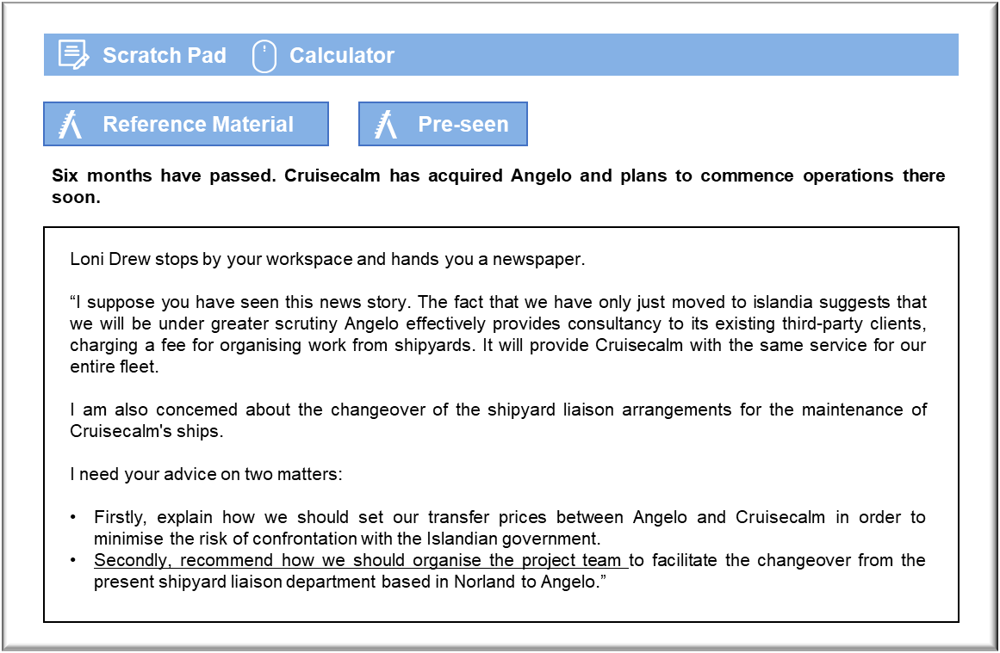 Scratch Pad Calculator
Reference Material Pre-seen
Six months have passed. Cruisecalm has acquired Angelo and plans to commence operations there
soon.
Loni Drew stops by your workspace and hands you a newspaper.
“I suppose you have seen this news story. The fact that we have only just moved to islandia suggests that
we will be under greater scrutiny Angelo effectively provides consultancy to its existing third-party clients,
charging a fee for organising work from shipyards. It will provide Cruisecalm with the same service for our
entire fleet.
I am also concemed about the changeover of the shipyard liaison arrangements for the maintenance of
Cruisecalm's ships.
I need your advice on two matters:
• Firstly, explain how we should set our transfer prices between Angelo and Cruisecalm in order to
minimise the risk of confrontation with the Islandian government.
• Secondly, recommend how we should organise the project team to facilitate the changeover from the
present shipyard liaison department based in Norland to Angelo.”